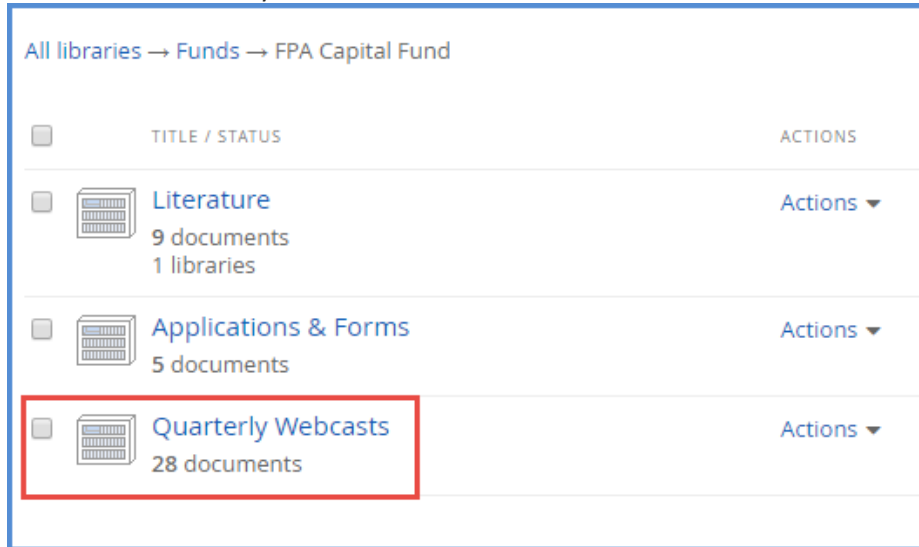 All libraries → Funds → FPA Capital Fund
TITLE / STATUS ACTIONS
Literature Actions
9 documents
1 libraries
Applications & Forms Actions
5 documents
Quarterly Webcasts Actions
28 documents